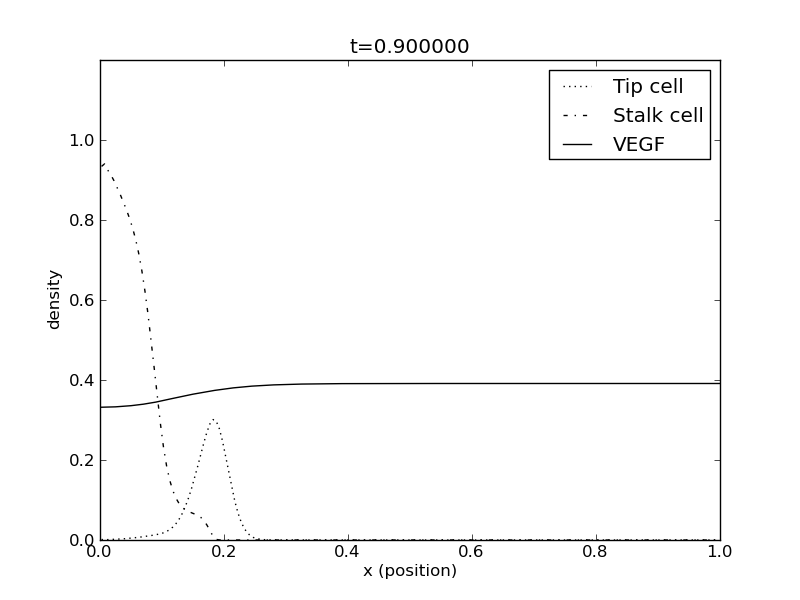 t=0.900000
Tip cell
Stalk cell
VEGF
1.0
0.8
0.6
0.4
0.2
0.0
density
0.0 0.2 0.4 0.6 0.8 1.0
x (position)